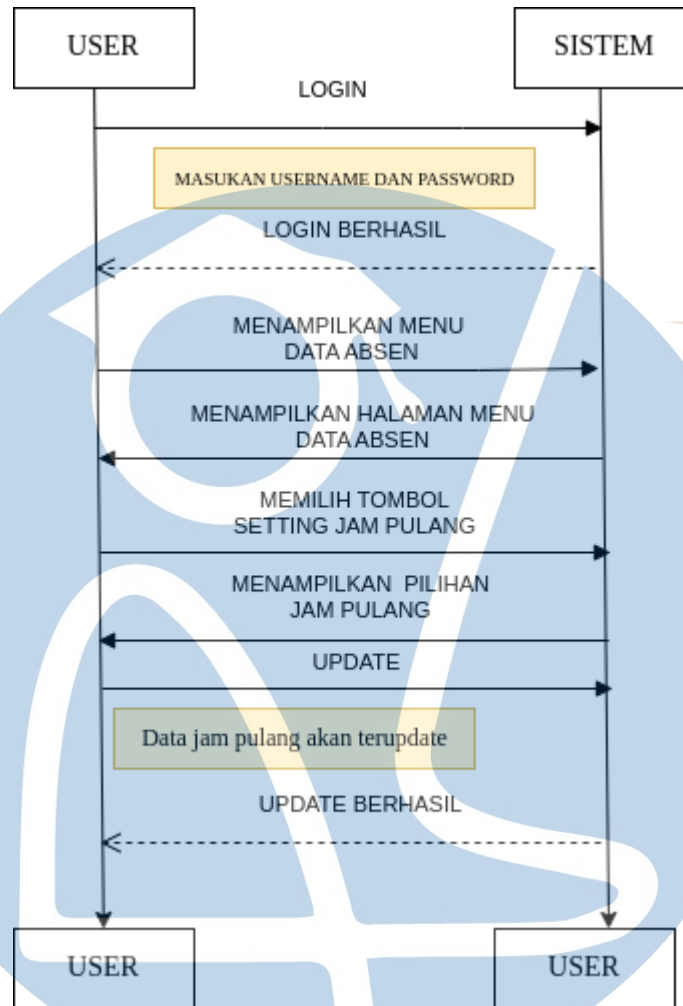 USER
SISTEM
LOGIN
MASUKAN USERNAME DAN PASSWORD
LOGIN BERHASIL
MENAMPILKAN MENU
DATA ABSEN
MENAMPILKAN HALAMAN MENU
DATA ABSEN
MEMILIH TOMBOL
SETTING JAM PULANG
MENAMPILKAN PILIHAN
JAM PULANG
UPDATE
Data jam pulang akan terupdate
UPDATE BERHASIL
USER
USER